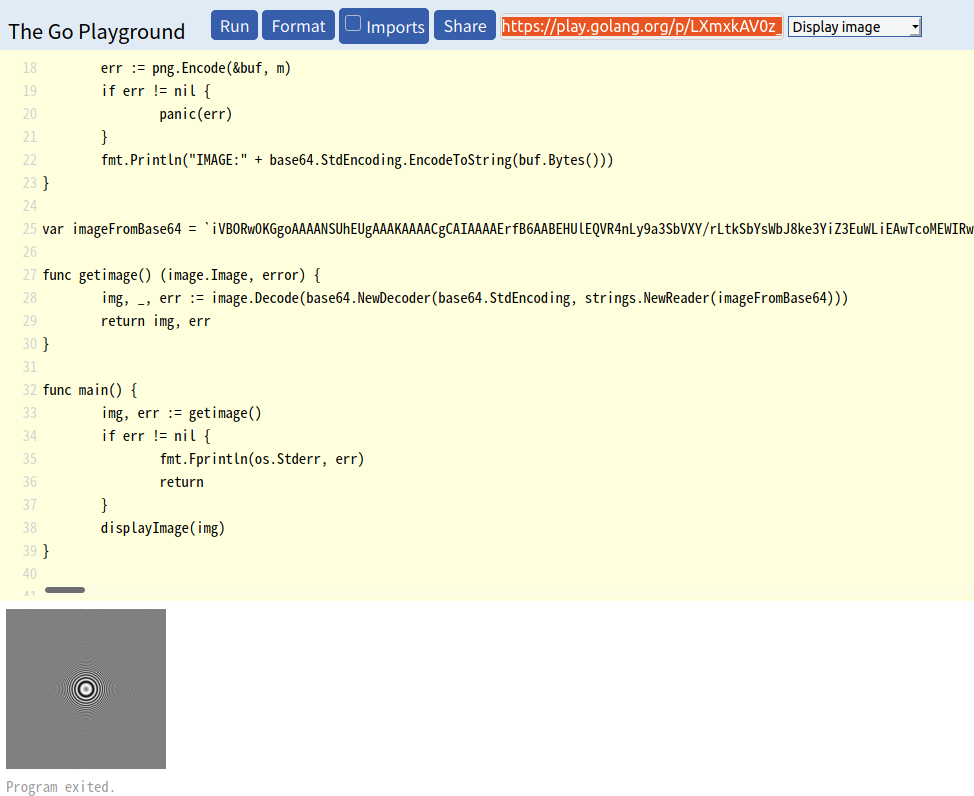 The Go Playground Run Format Imports Share https://play.golang.org/p/LXmxkAV0z_ Display image
18 err := png.Encode(&buf, m)
19 if err != nil {
20 panic(err)
21 }
22 fmt.Println("IMAGE:" + base64.StdEncoding.EncodeToString(buf.Bytes()))
23 }
24
25 var imageFromBase64 = `iVBORw0KGgoAAAANSUhEUgAAAKAAAACgCAIAAAAErfB6AABEHUlEQVR4nLy9a3SbVXY/rLtkSbYsWbJ8ke3YiZ3EuWLiEAwTcoMEWIRw
26
27 func getimage() (image.Image, error) {
28 img, _, err := image.Decode(base64.NewDecoder(base64.StdEncoding, strings.NewReader(imageFromBase64)))
29 return img, err
30 }
31
32 func main() {
33 img, err := getimage()
34 if err != nil {
35 fmt.Fprintln(os.Stderr, err)
36 return
37 }
38 displayImage(img)
39 }
40
41
Program exited.